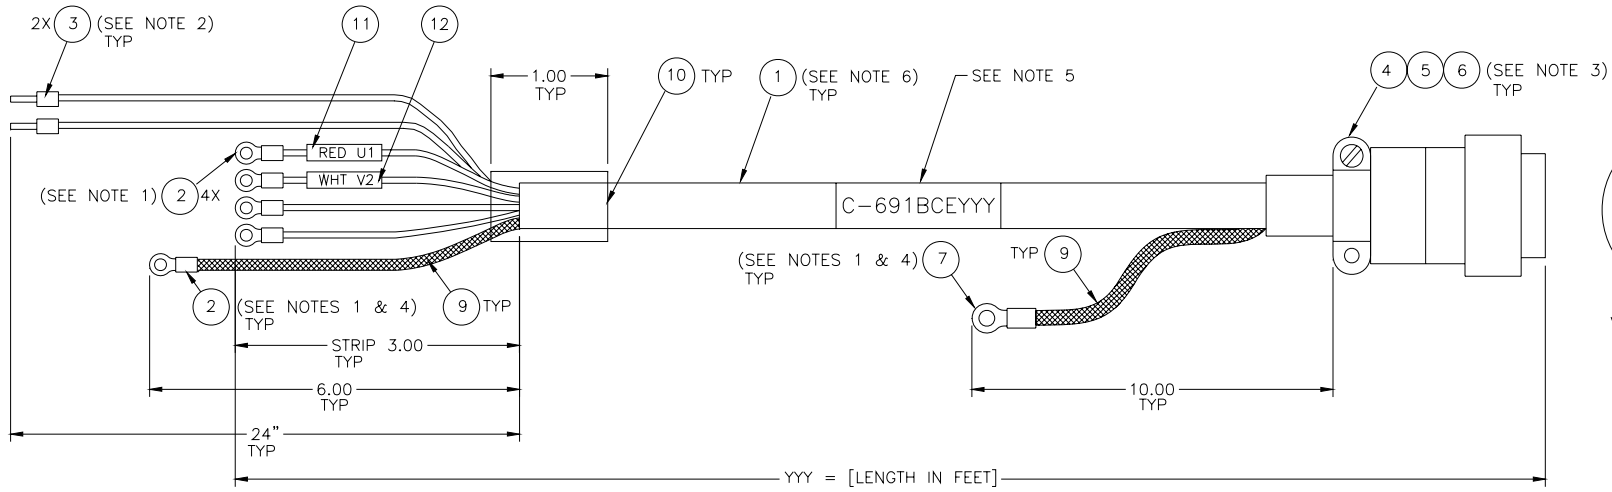 2X 3 (SEE NOTE 2)
TYP
11
12
1.00
TYP
10 TYP
1 (SEE NOTE 6)
TYP
SEE NOTE 5
4 5 6 (SEE NOTE 3)
TYP
RED U1
WHT V2
(SEE NOTE 1) 2 4X
C-691BCEYYY
(SEE NOTES 1 & 4) 7
TYP
TYP 9
2 (SEE NOTES 1 & 4)
TYP
9 TYP
STRIP 3.00
TYP
6.00
TYP
10.00
TYP
24"
TYP
YYY = [LENGTH IN FEET]